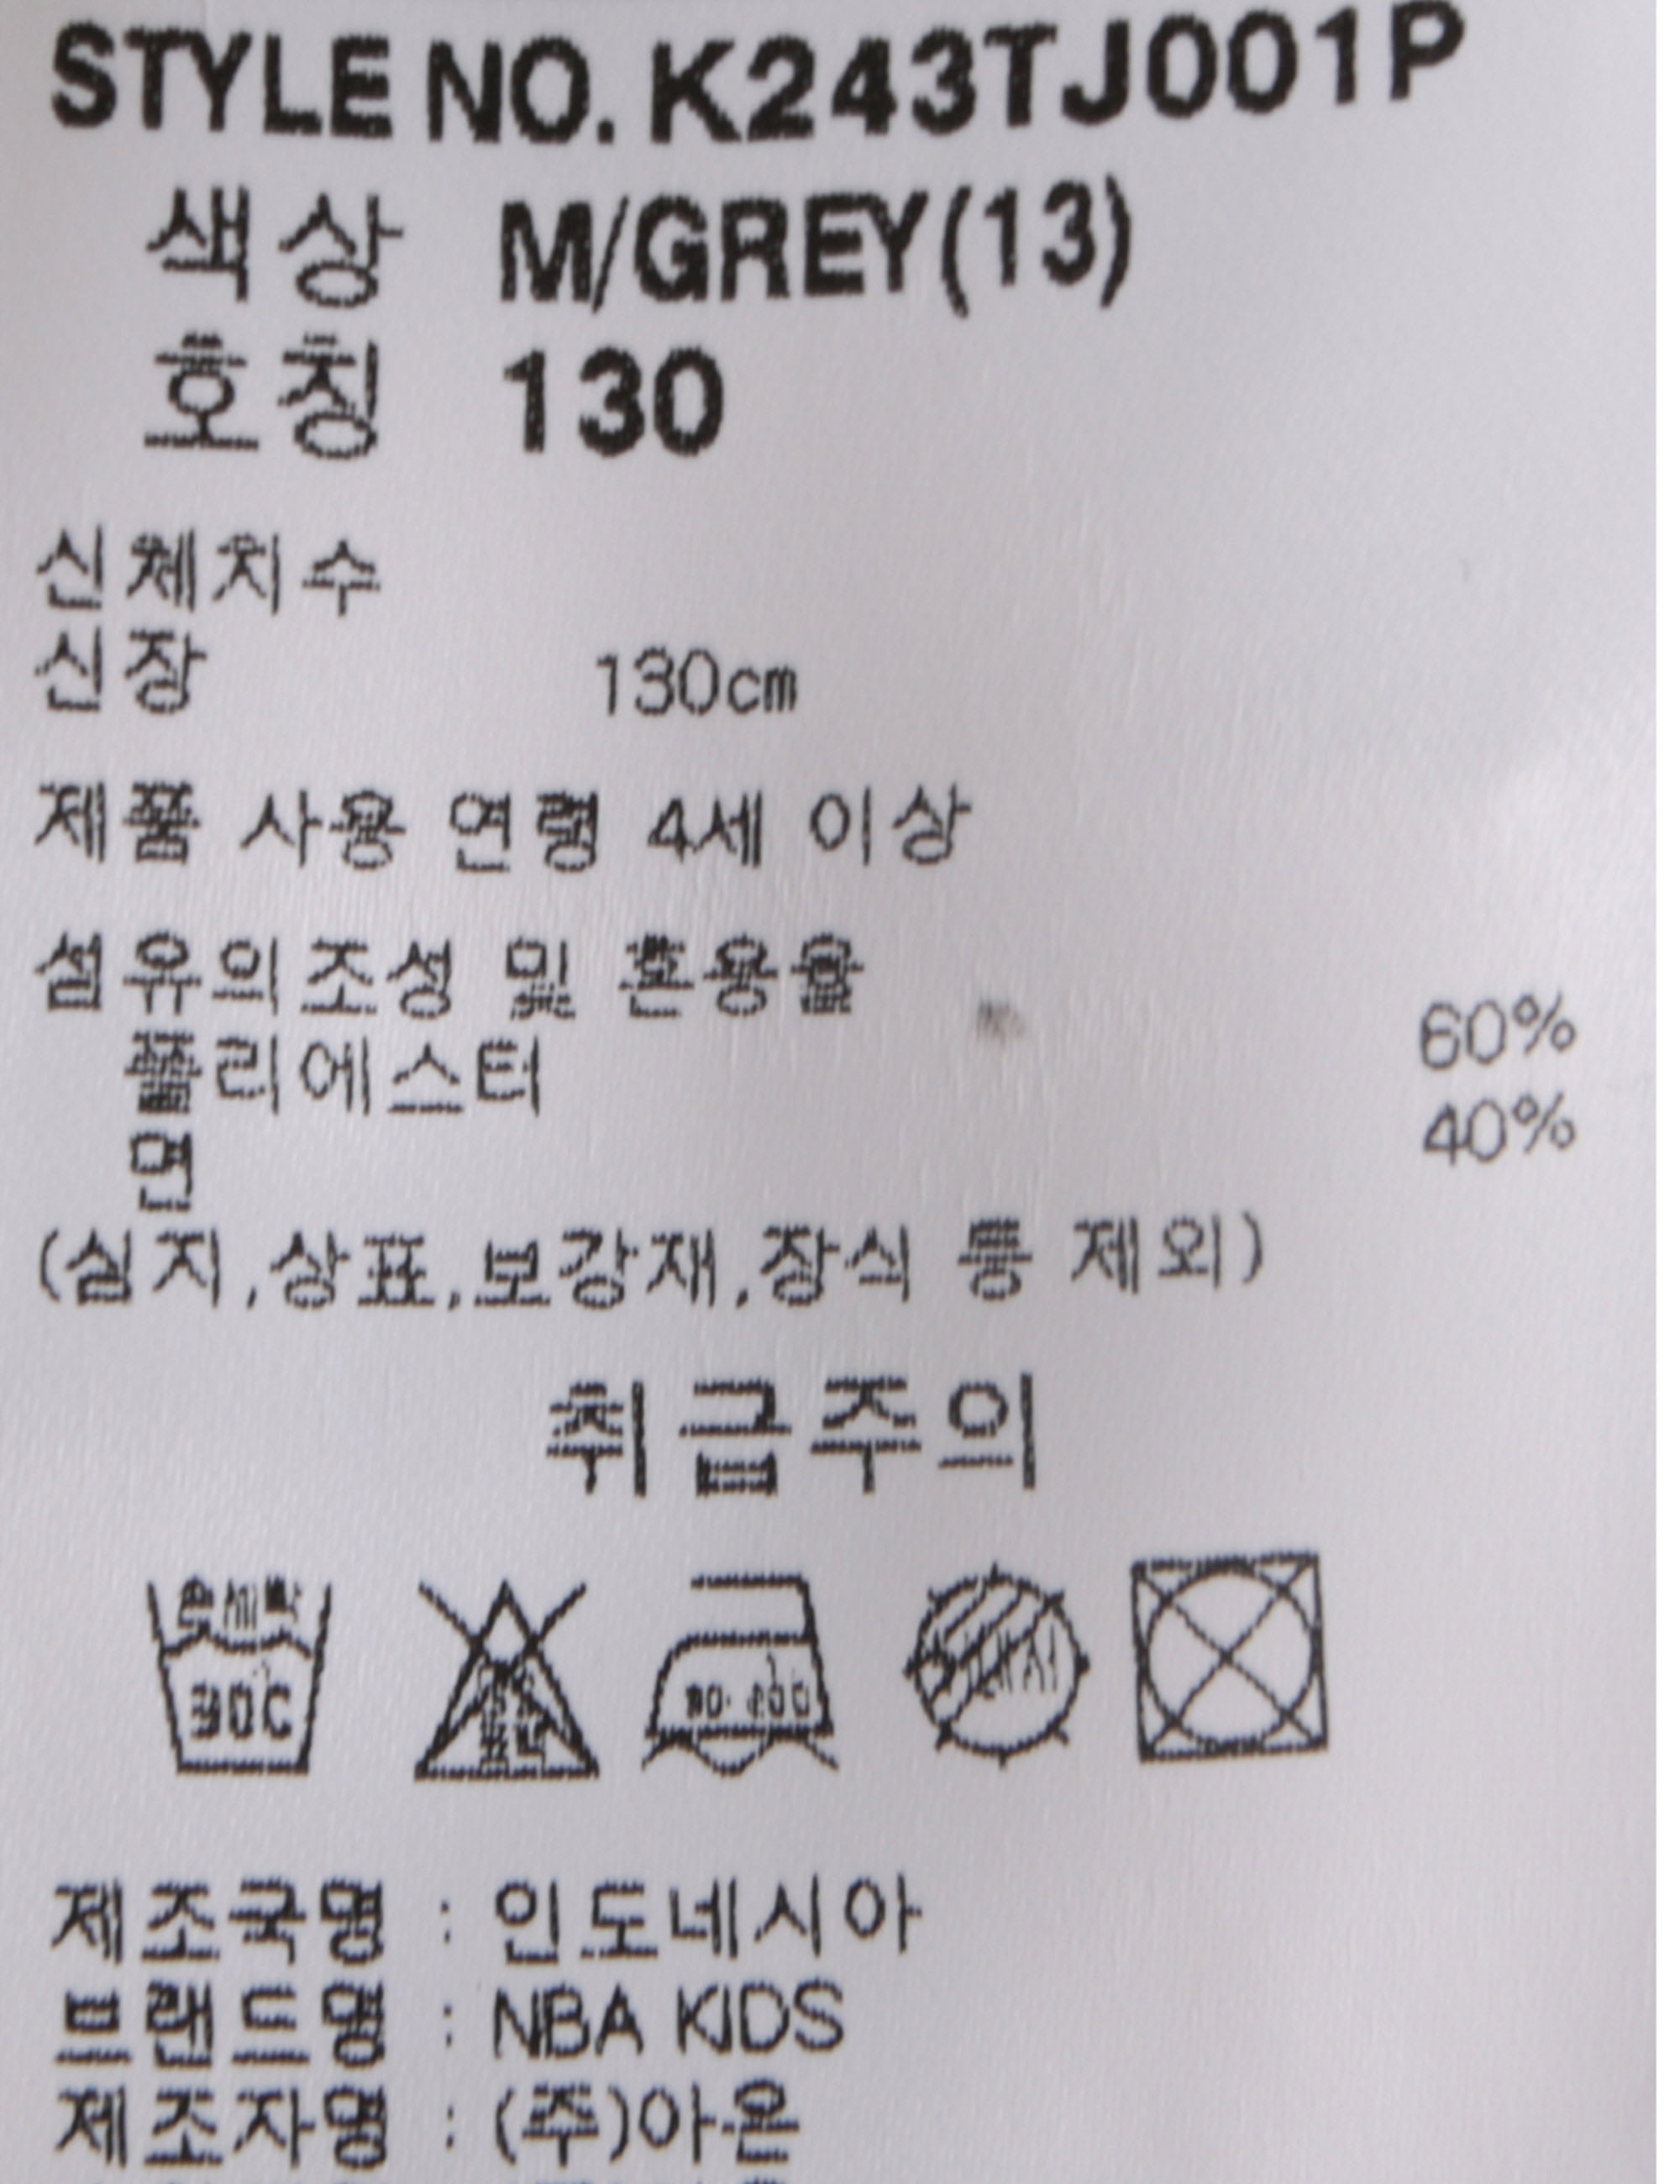 STYLE NO. K243TJ001P
색상 M/GREY(13)
호칭 130
신체치수
신장 130cm
제품 사용 연령 4세 이상
섬유의조성 및 혼용율
폴리에스터 60%
면 40%
(심지,상표,보강재,장식 등 제외)
취급주의
손세탁
30C
제조국명 : 인도네시아
브랜드명 : NBA KIDS
제조자명 : (주)아온